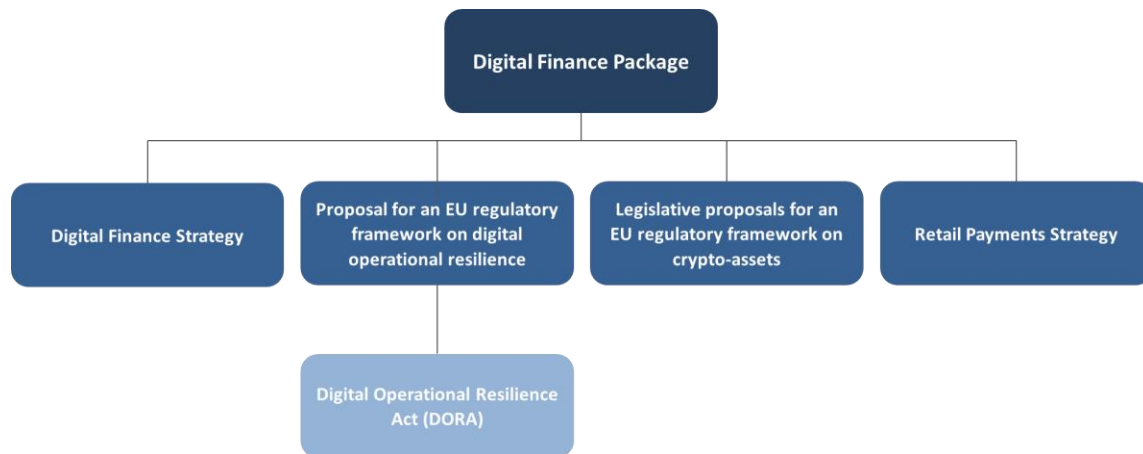 Digital Finance Package
Digital Finance Strategy
Proposal for an EU regulatory
framework on digital
operational resilience
Legislative proposals for an
EU regulatory framework on
crypto-assets
Retail Payments Strategy
Digital Operational Resilience
Act (DORA)